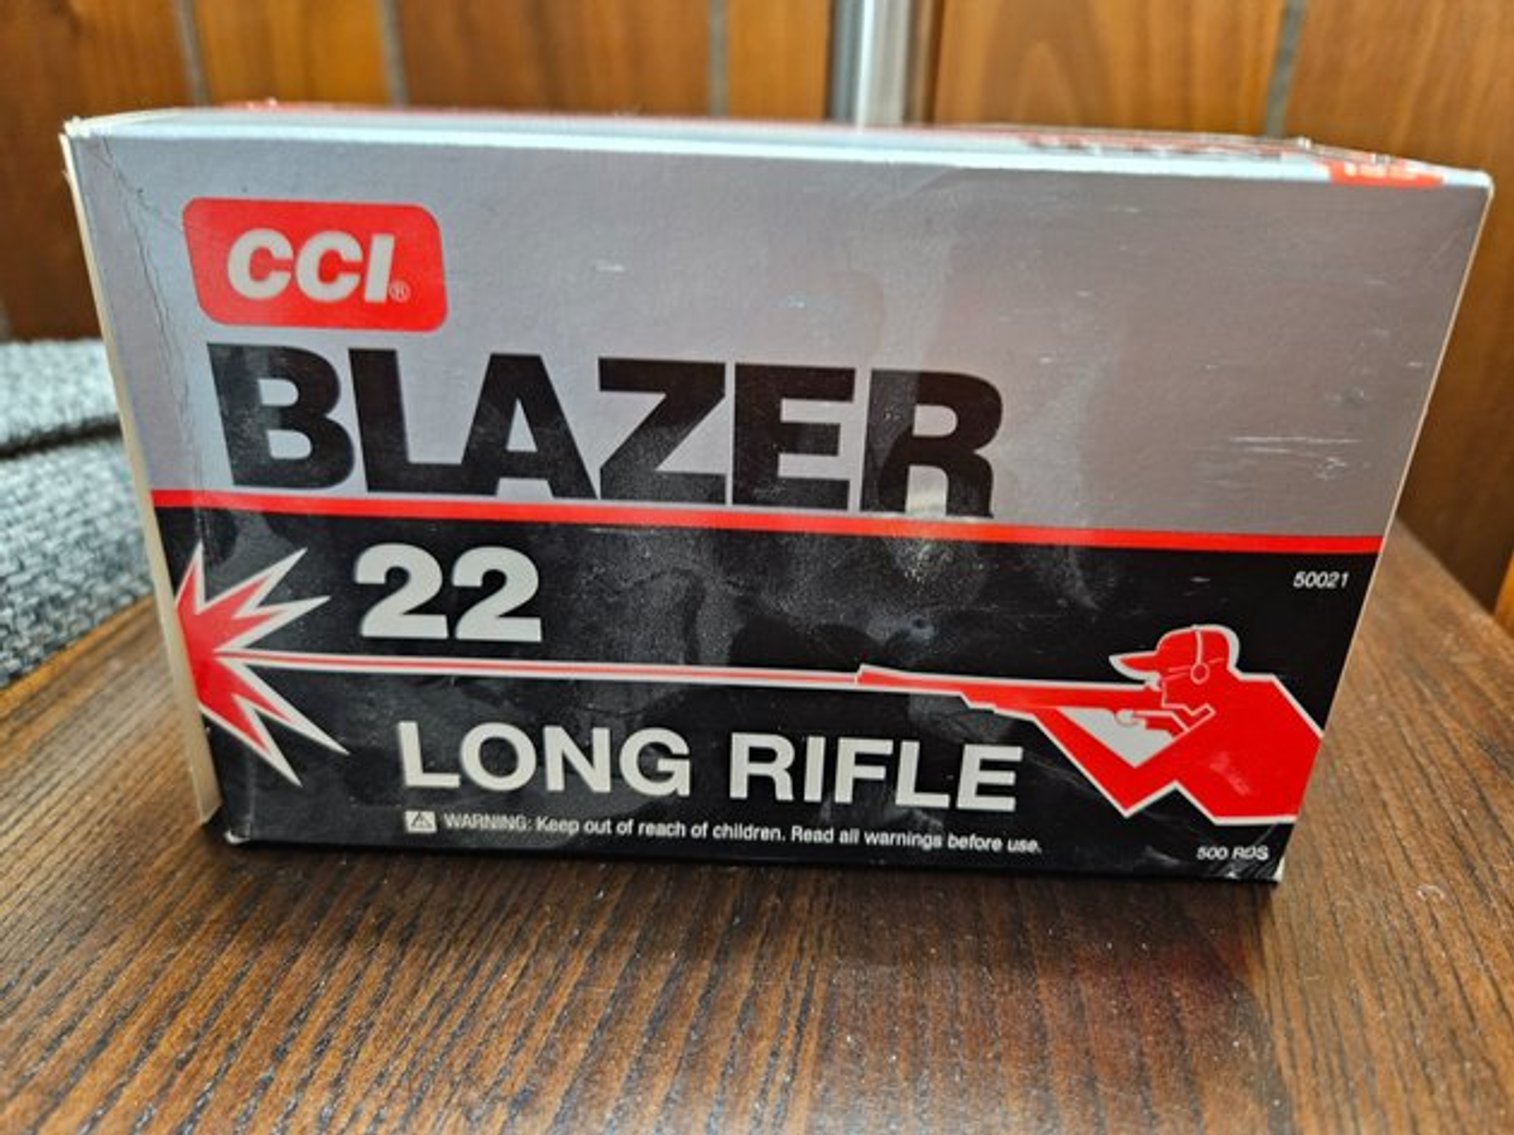 CCI®
BLAZER
50021
22
LONG RIFLE
WARNING: Keep out of reach of children. Read all warnings before use.
500 RDS